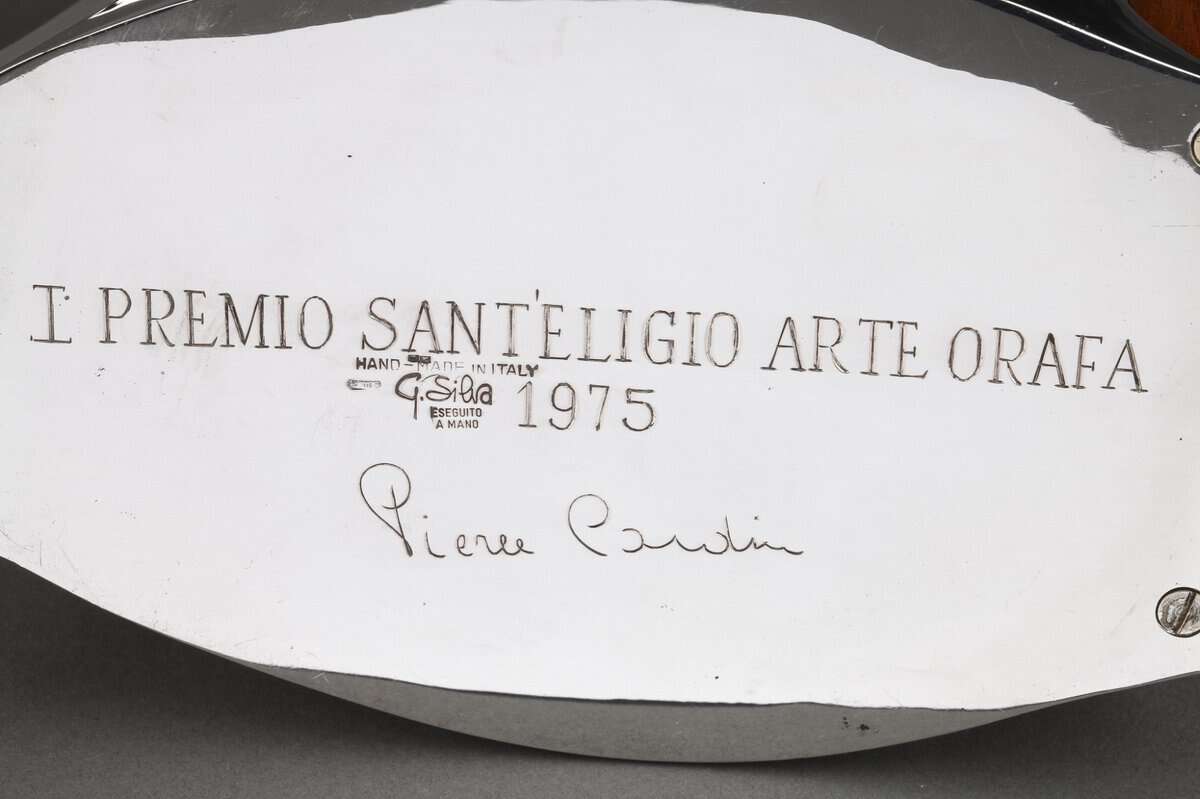 I. PREMIO SANT'ELIGIO ARTE ORAFA
HAND-MADE IN ITALY
G. Silva 1975
ESEGUITO
A MANO
Pierre Cardin